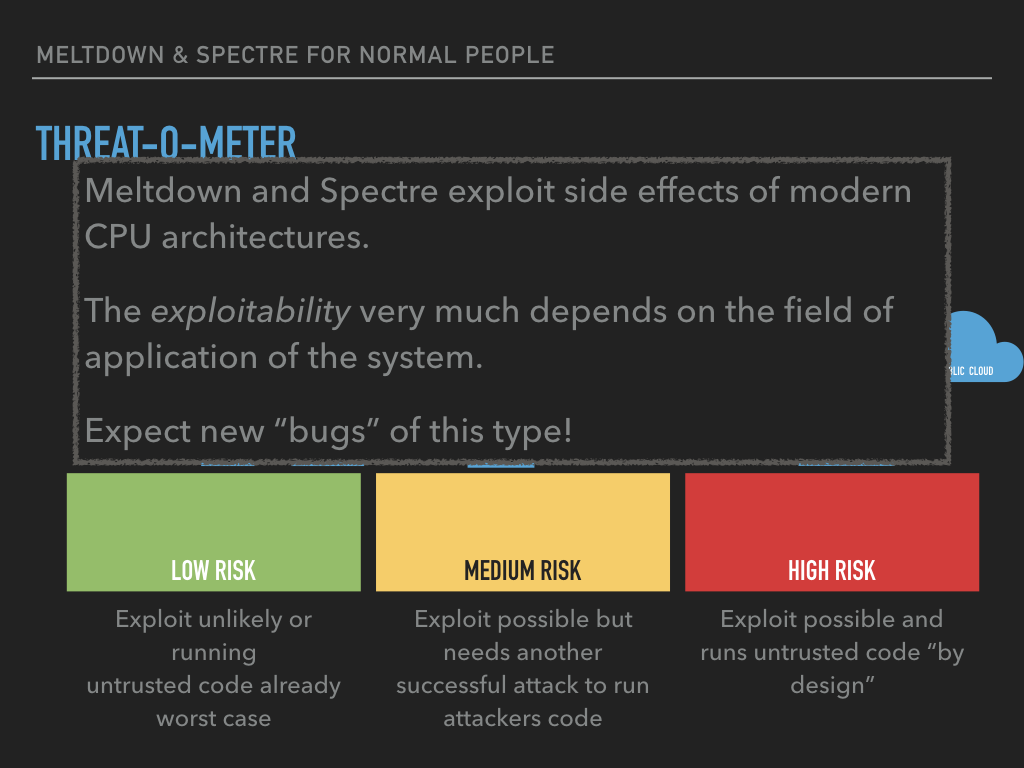 MELTDOWN & SPECTRE FOR NORMAL PEOPLE
THREAT-O-METER
Meltdown and Spectre exploit side effects of modern
CPU architectures.
The exploitability very much depends on the field of
application of the system.
Expect new “bugs” of this type!
CLOUD
LOW RISK
MEDIUM RISK
HIGH RISK
Exploit unlikely or
running
untrusted code already
worst case
Exploit possible but
needs another
successful attack to run
attackers code
Exploit possible and
runs untrusted code “by
design”